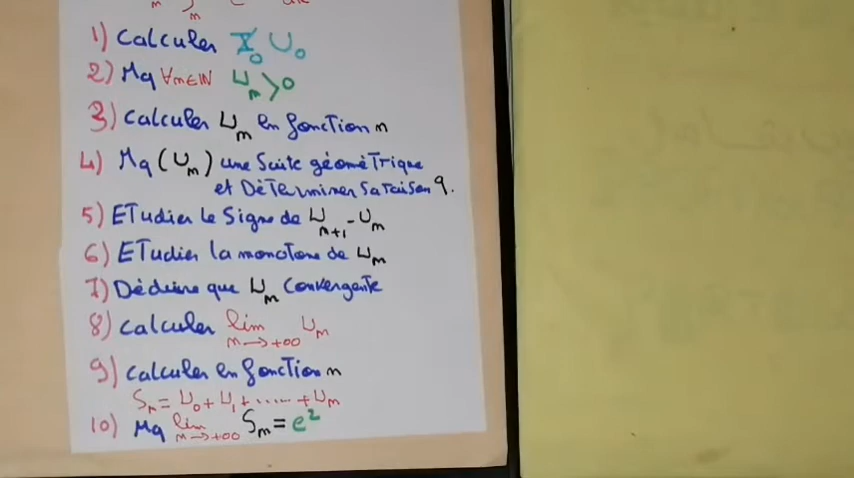 1) Calculer U₀
2) Mq ∀n∈ℕ Uₙ>0
3) Calculer Uₙ en fonction n
4) Mq (Uₙ) une Suite géométrique
et Déterminer Sa raison q.
5) ETudier le Signe de Uₙ₊₁-Uₙ
6) ETudier la monotone de Uₙ
7) Déduire que Uₙ Convergente
8) Calculer lim n→+∞ Uₙ
9) Calculer en fonction n
Sₙ= U₀+U₁+.....+Uₙ
10) Mq lim n→+∞ Sₙ=e²